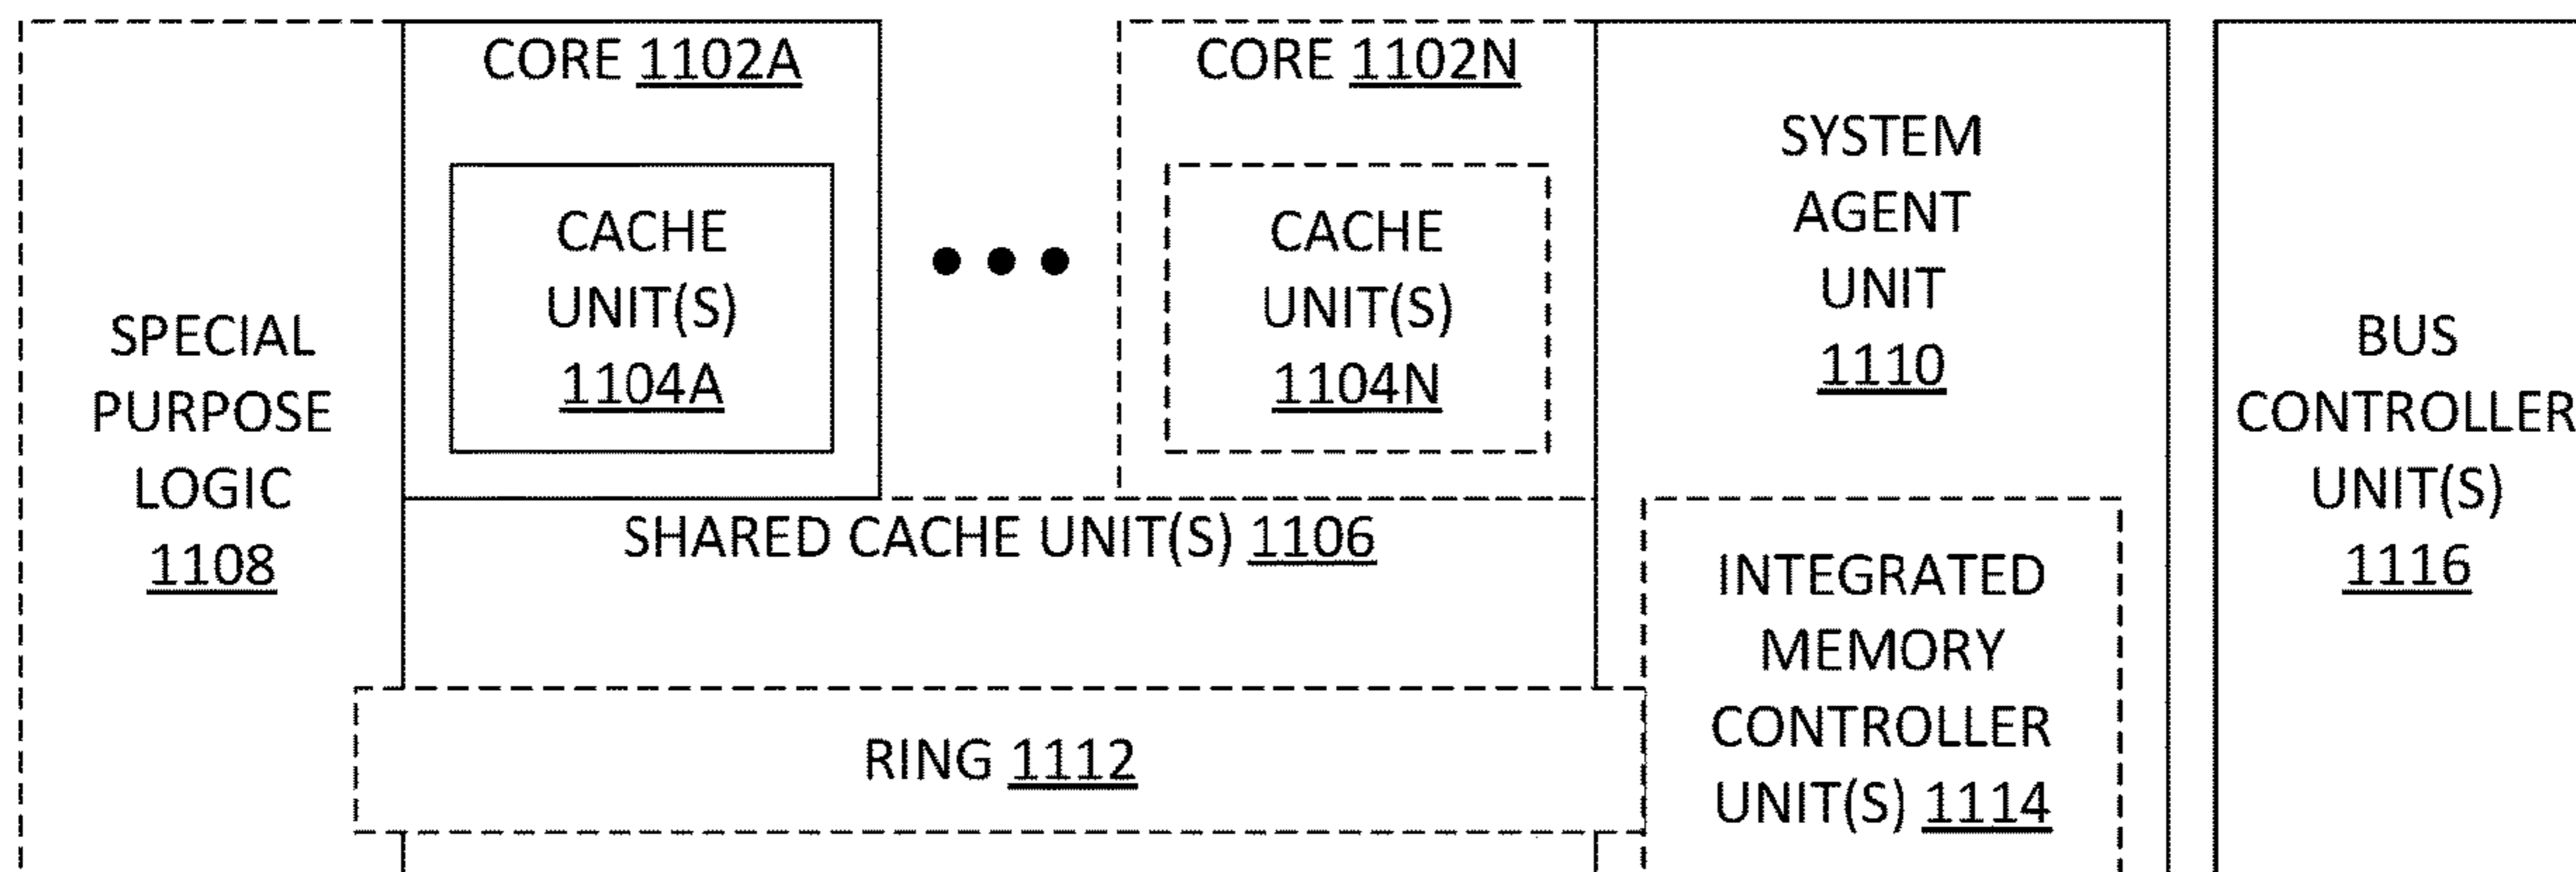 SPECIAL
PURPOSE
LOGIC
1108
CORE 1102A
CACHE
UNIT(S)
1104A
CORE 1102N
CACHE
UNIT(S)
1104N
SHARED CACHE UNIT(S) 1106
RING 1112
SYSTEM
AGENT
UNIT
1110
INTEGRATED
MEMORY
CONTROLLER
UNIT(S) 1114
BUS
CONTROLLER
UNIT(S)
1116